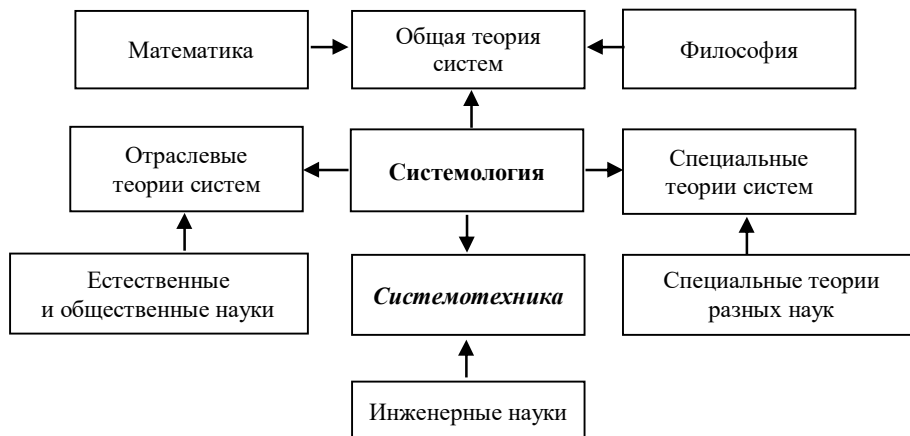 Математика
Общая теория
систем
Философия
Отраслевые
теории систем
Системология
Специальные
теории систем
Естественные
и общественные науки
Системотехника
Специальные теории
разных наук
Инженерные науки